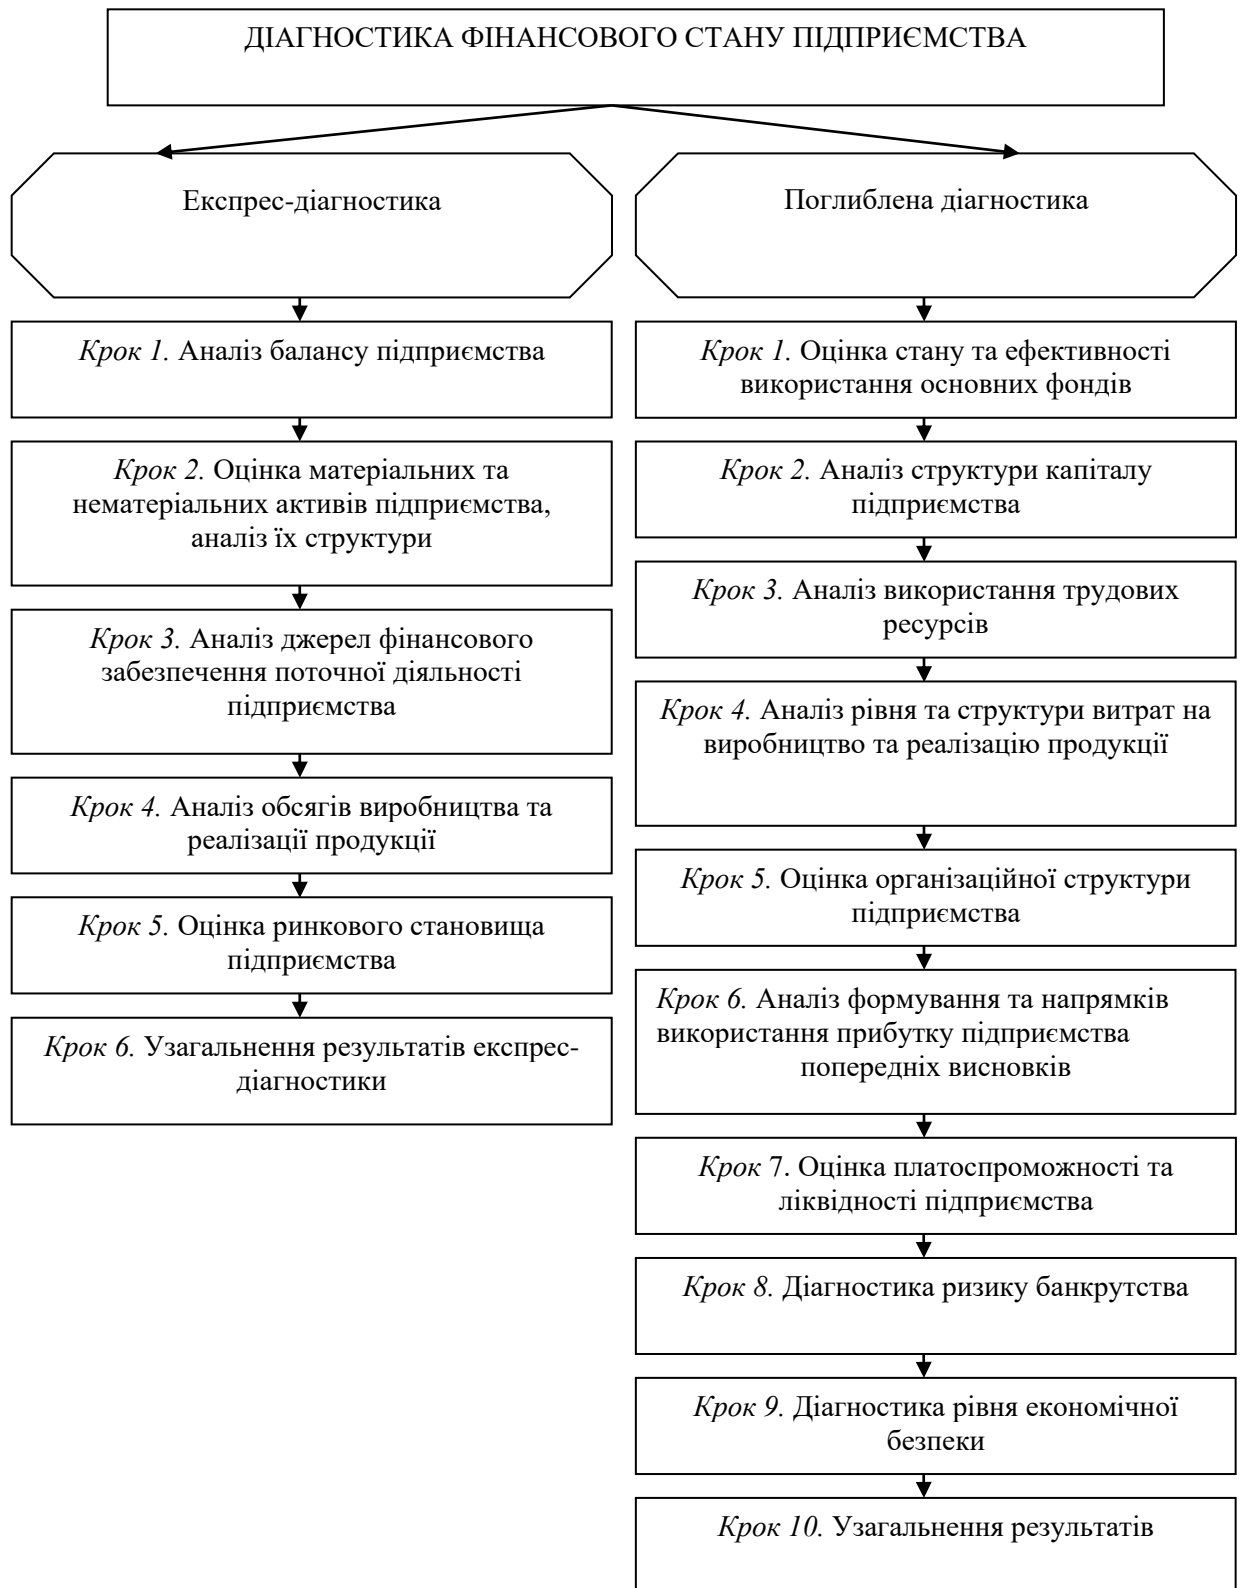 ДІАГНОСТИКА ФІНАНСОВОГО СТАНУ ПІДПРИЄМСТВА
Експрес-діагностика
Крок 1. Аналіз балансу підприємства
Крок 2. Оцінка матеріальних та
нематеріальних активів підприємства,
аналіз їх структури
Крок 3. Аналіз джерел фінансового
забезпечення поточної діяльності
підприємства
Крок 4. Аналіз обсягів виробництва та
реалізації продукції
Крок 5. Оцінка ринкового становища
підприємства
Крок 6. Узагальнення результатів експрес-
діагностики
Поглиблена діагностика
Крок 1. Оцінка стану та ефективності
використання основних фондів
Крок 2. Аналіз структури капіталу
підприємства
Крок 3. Аналіз використання трудових
ресурсів
Крок 4. Аналіз рівня та структури витрат на
виробництво та реалізацію продукції
Крок 5. Оцінка організаційної структури
підприємства
Крок 6. Аналіз формування та напрямків
використання прибутку підприємства
попередніх висновків
Крок 7. Оцінка платоспроможності та
ліквідності підприємства
Крок 8. Діагностика ризику банкрутства
Крок 9. Діагностика рівня економічної
безпеки
Крок 10. Узагальнення результатів